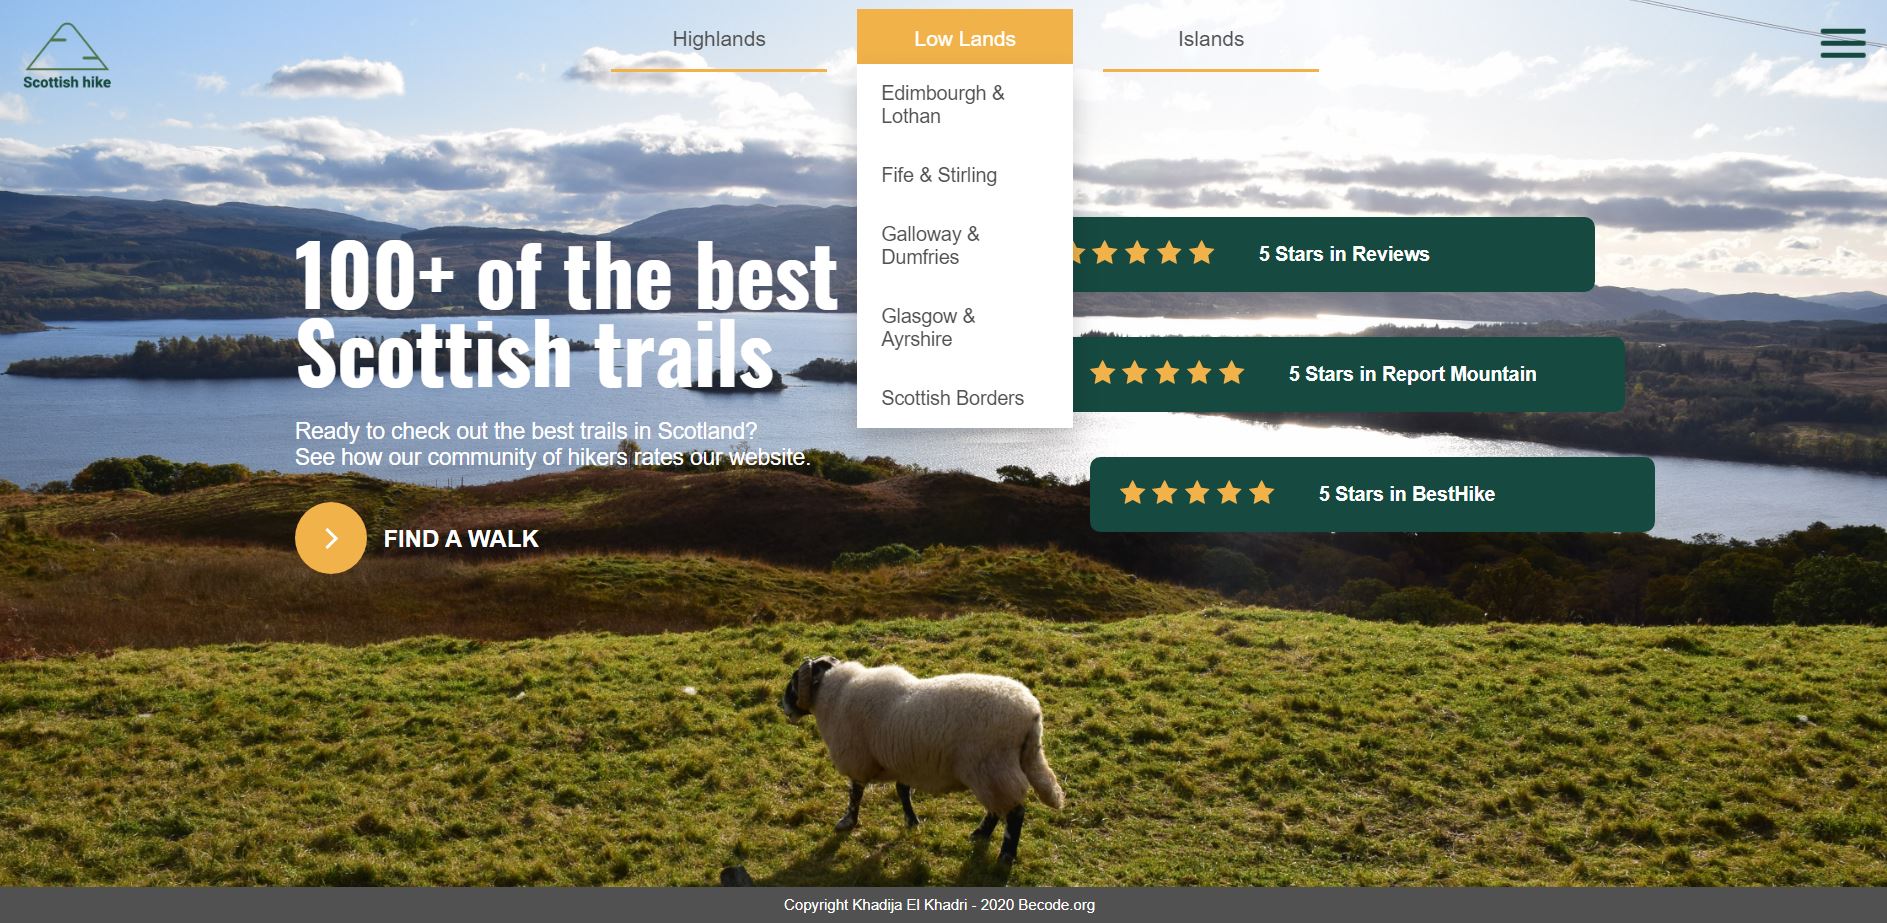 Scottish hike
Highlands
Low Lands
Islands
Edimbourgh &
Lothan
Fife & Stirling
Galloway &
Dumfries
Glasgow &
Ayrshire
Scottish Borders
100+ of the best
Scottish trails
Ready to check out the best trails in Scotland?
See how our community of hikers rates our website.
FIND A WALK
5 Stars in Reviews
5 Stars in Report Mountain
5 Stars in BestHike
Copyright Khadija El Khadri - 2020 Becode.org